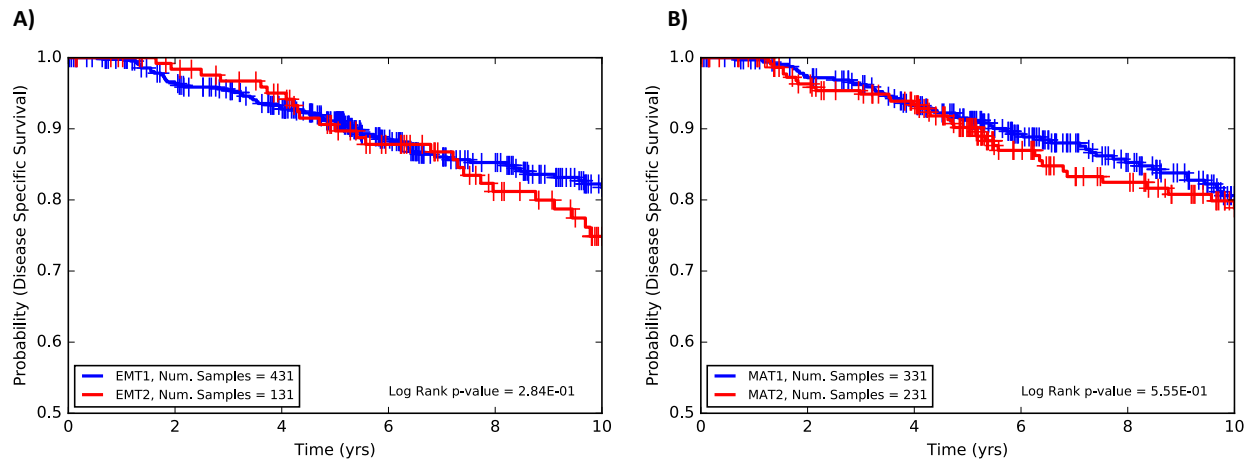 A)
B)
Probability (Disease Specific Survival)
1.0
0.9
0.8
0.7
0.6
0.5
EMT1, Num. Samples = 431
EMT2, Num. Samples = 131
Log Rank p-value = 2.84E-01
0 2 4 6 8 10
Time (yrs)
Probability (Disease Specific Survival)
1.0
0.9
0.8
0.7
0.6
0.5
MAT1, Num. Samples = 331
MAT2, Num. Samples = 231
Log Rank p-value = 5.55E-01
0 2 4 6 8 10
Time (yrs)